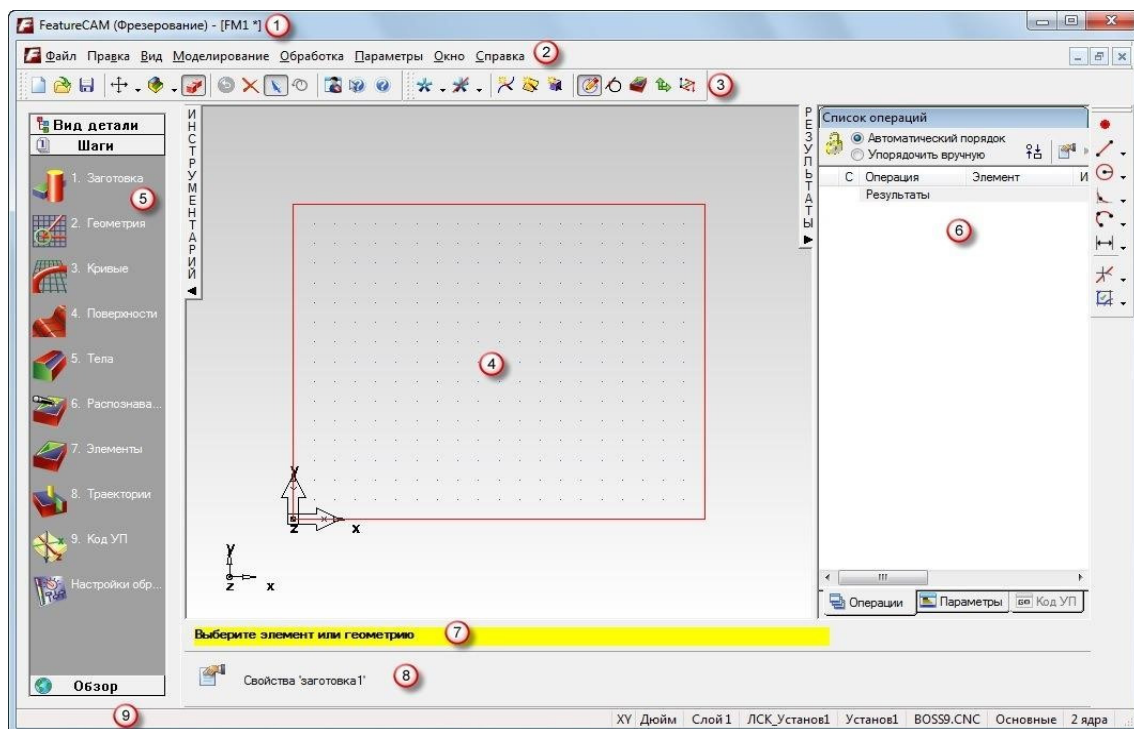 FeatureCAM (Фрезерование) - [FM1 *] 1
Файл Правка Вид Моделирование Обработка Параметры Окно Справка 2
3
Вид детали
Шаги
1. Заготовка
5
2. Геометрия
3. Кривые
4. Поверхности
5. Тела
6. Распознава...
7. Элементы
8. Траектории
9. Код УП
Настройки обр...
Обзор
9
ИНСТРУМЕНТАРИЙ
4
y
z x
y
z x
РЕЗУЛЬТАТЫ
Список операций
Автоматический порядок
Упорядочить вручную
С Операция Элемент И
Результаты
6
Операции Параметры Код УП
Выберите элемент или геометрию 7
Свойства 'заготовка1' 8
XY Дюйм Слой1 ЛСК_Установ1 Установ1 BOSS9.CNC Основные 2 ядра